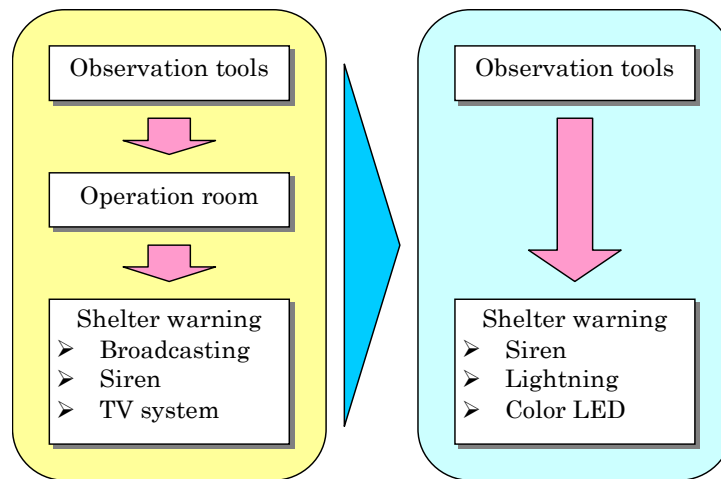 Observation tools
Operation room
Shelter warning
➢ Broadcasting
➢ Siren
➢ TV system
Observation tools
Shelter warning
➢ Siren
➢ Lightning
➢ Color LED